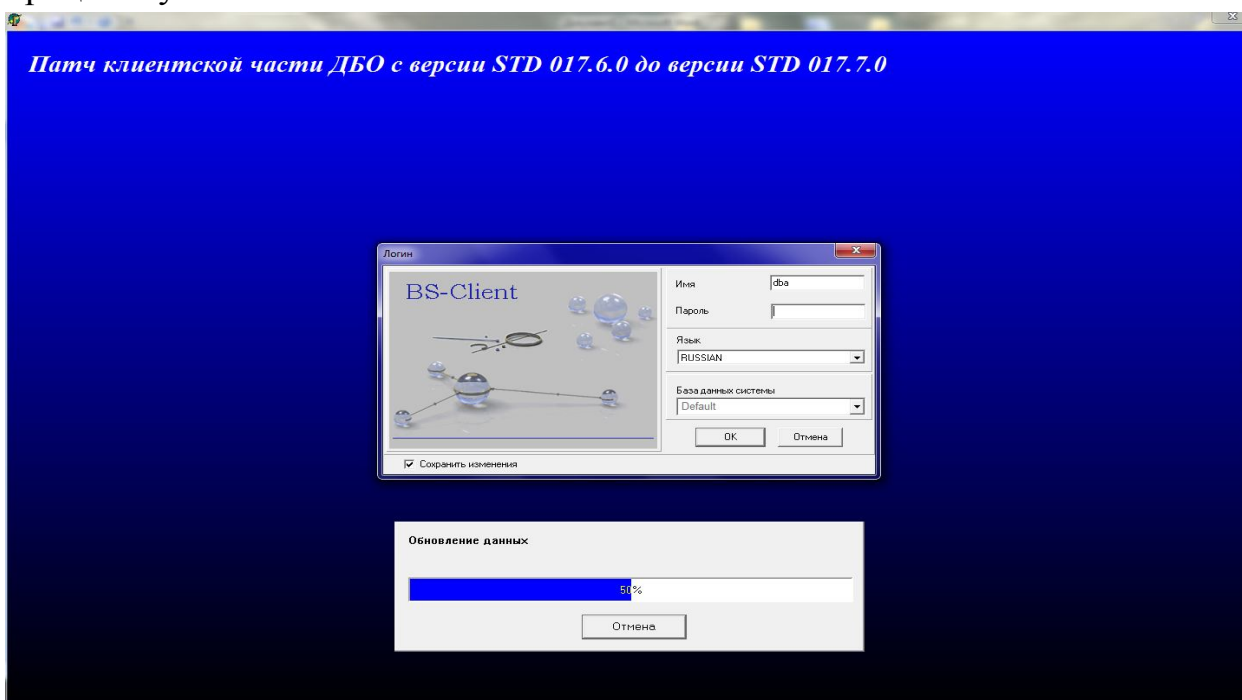 Патч клиентской части ДБО с версии STD 017.6.0 до версии STD 017.7.0
Логин
BS-Client
Имя
dba
Пароль
Язык
RUSSIAN
База данных системы
Default
OK
Отмена
Сохранить изменения
Обновление данных
50%
Отмена